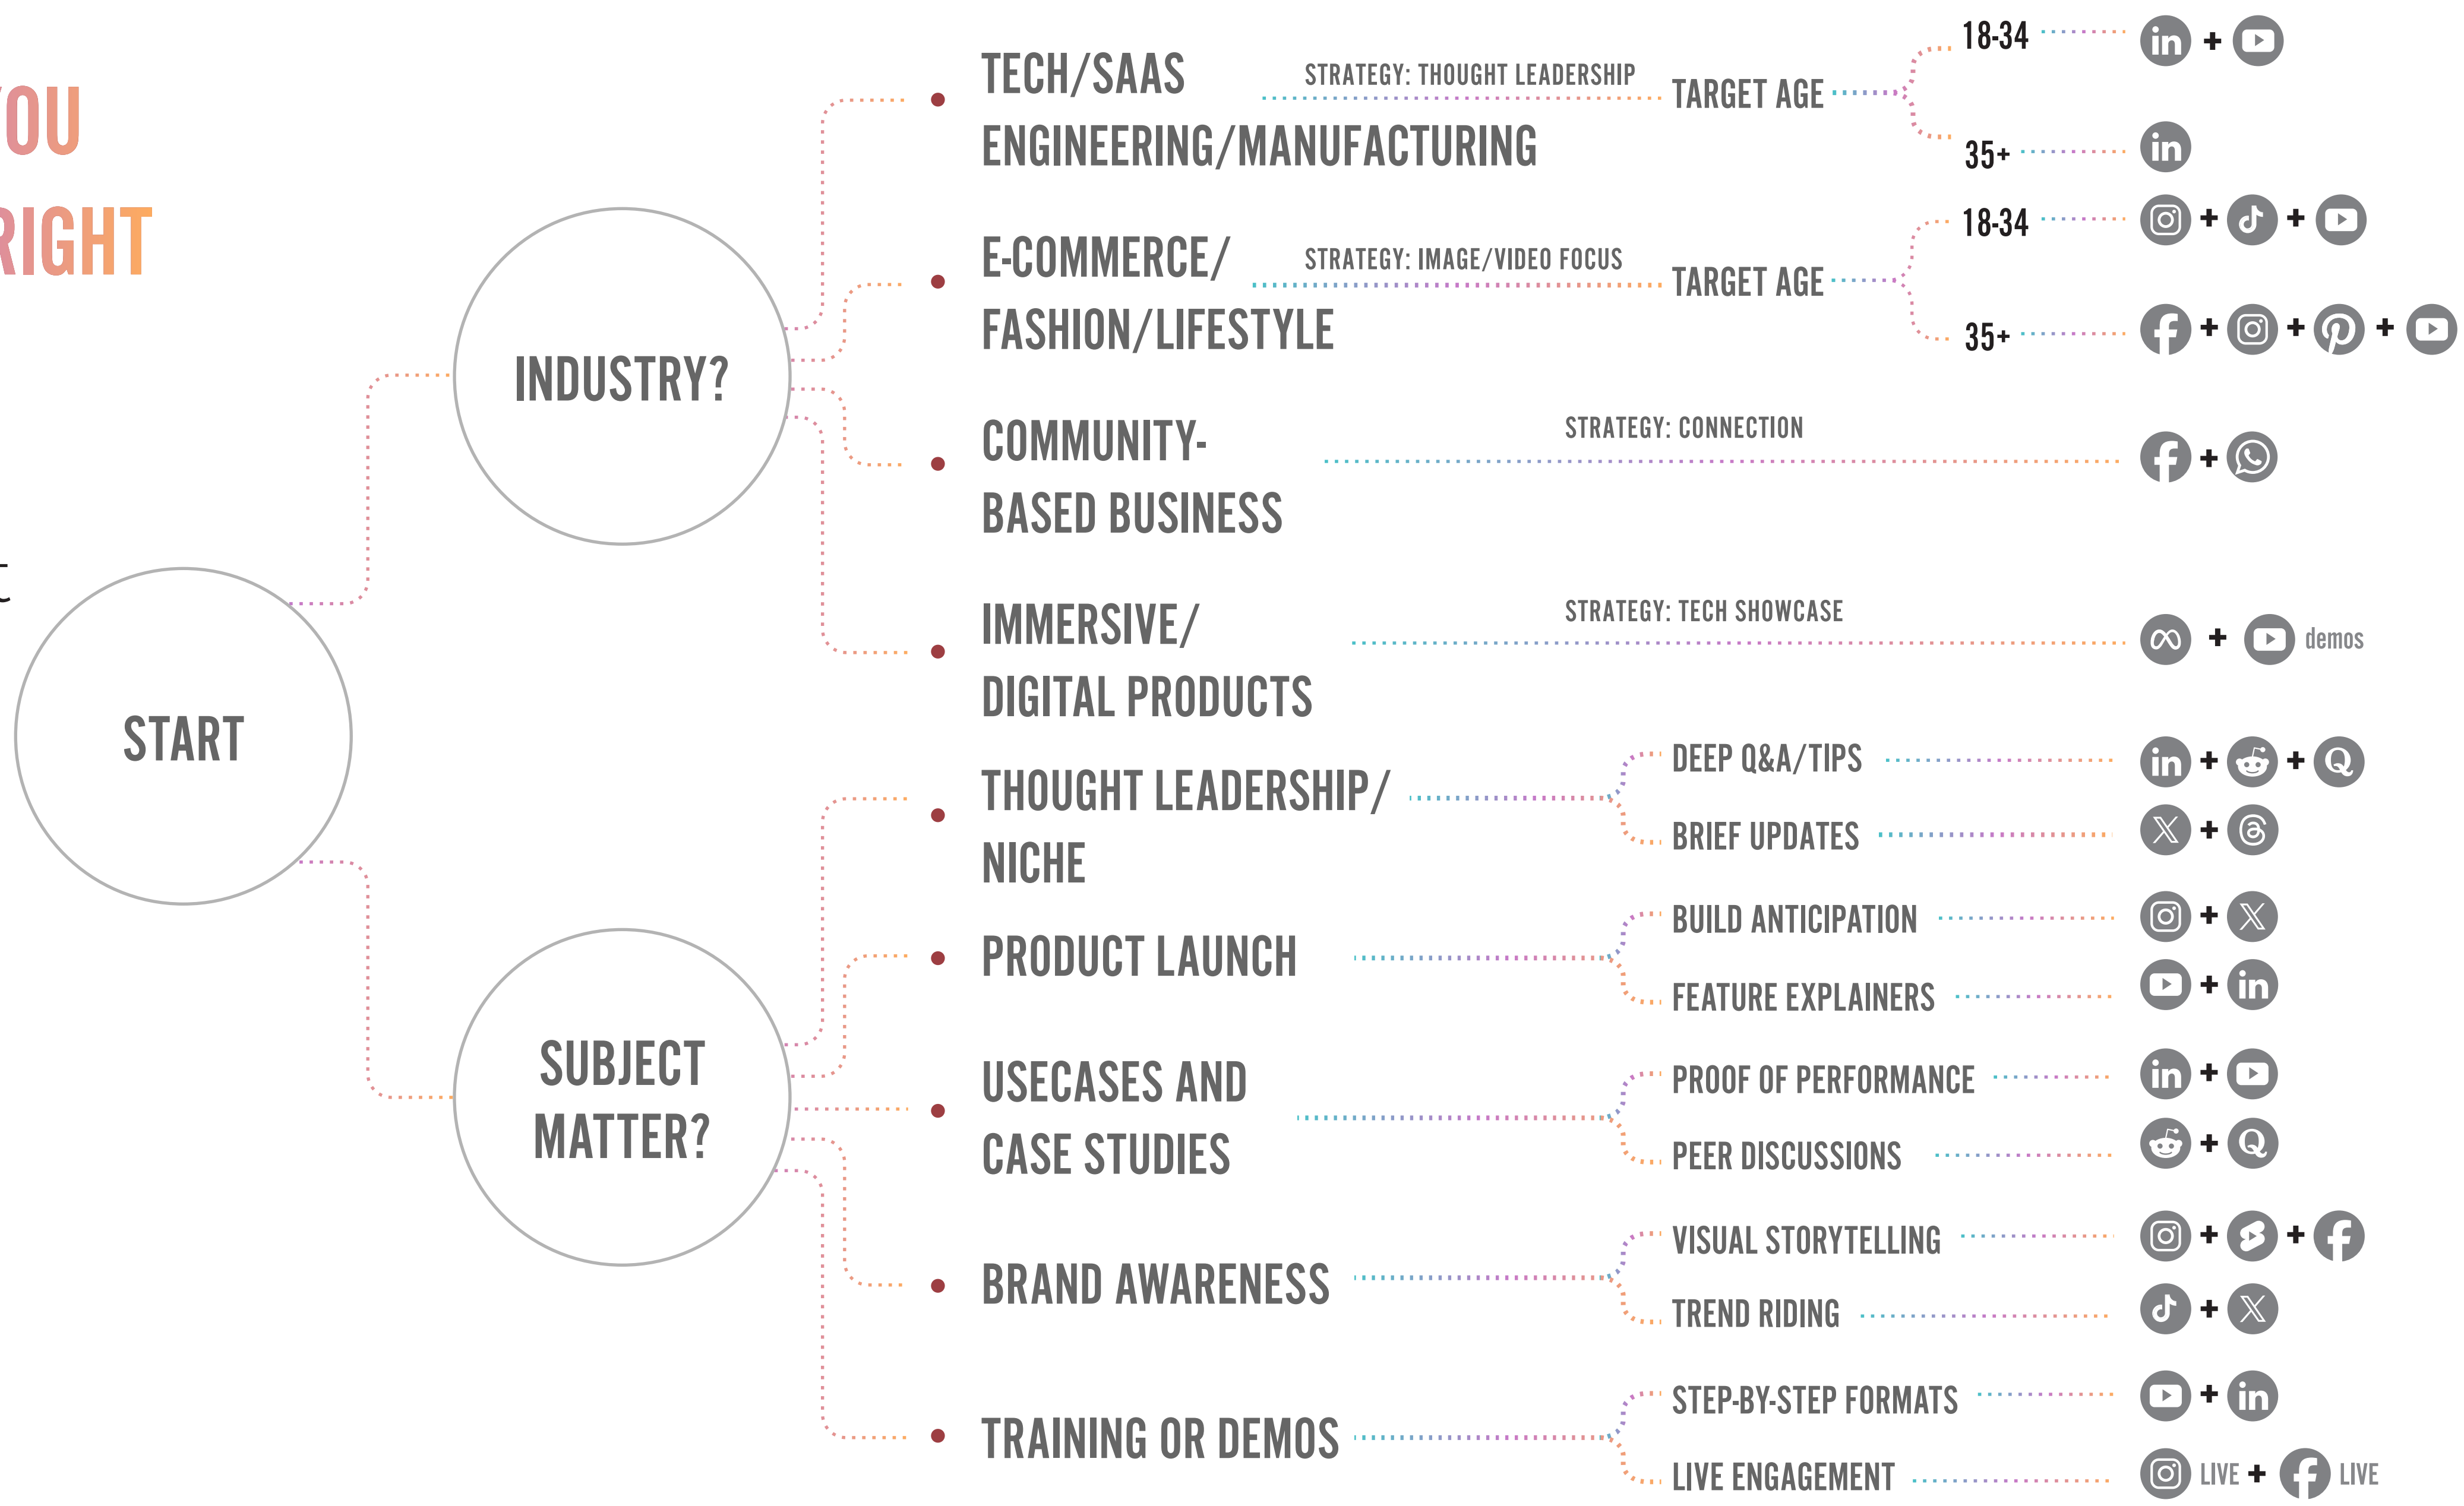 YOU
RIGHT
t
START
INDUSTRY?
TECH/SAAS
ENGINEERING/MANUFACTURING
STRATEGY: THOUGHT LEADERSHIP
TARGET AGE
18-34
35+
E-COMMERCE/
FASHION/LIFESTYLE
STRATEGY: IMAGE/VIDEO FOCUS
TARGET AGE
18-34
35+
COMMUNITY-
BASED BUSINESS
STRATEGY: CONNECTION
IMMERSIVE/
DIGITAL PRODUCTS
STRATEGY: TECH SHOWCASE
demos
SUBJECT
MATTER?
THOUGHT LEADERSHIP/
NICHE
DEEP Q&A/TIPS
BRIEF UPDATES
PRODUCT LAUNCH
BUILD ANTICIPATION
FEATURE EXPLAINERS
USECASES AND
CASE STUDIES
PROOF OF PERFORMANCE
PEER DISCUSSIONS
BRAND AWARENESS
VISUAL STORYTELLING
TREND RIDING
TRAINING OR DEMOS
STEP-BY-STEP FORMATS
LIVE ENGAGEMENT
LIVE + LIVE